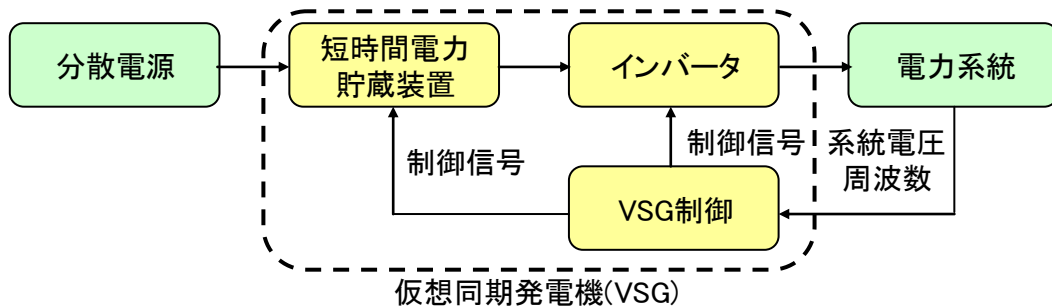 分散電源
短時間電力
貯蔵装置
インバータ
電力系統
制御信号
制御信号
系統電圧
周波数
VSG制御
仮想同期発電機(VSG)